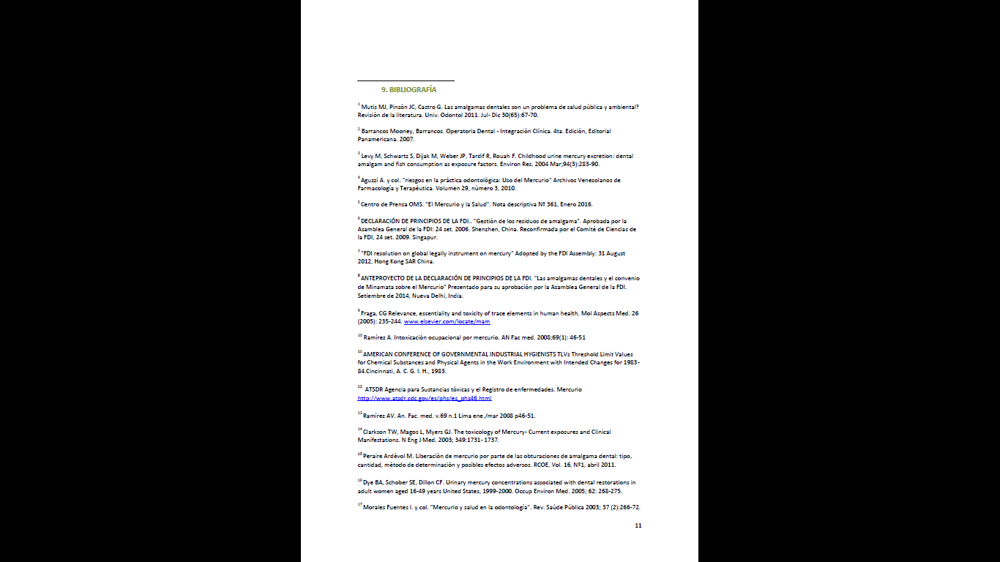 9. BIBLIOGRAFÍA
1 Mutis MJ, Pinzón JC, Castro G. Las amalgamas dentales son un problema de salud pública y ambiental?
Revisión de la literatura. Univ. Odontol 2011. Jul- Dic 30(65):67-70.
2 Barrancos Mooney, Barrancos. Operatoria Dental - Integración Clínica. 4ta. Edición, Editorial
Panamericana. 2007.
3 Levy M, Schwartz S, Dijak M, Weber JP, Tardif R, Rouah F. Childhood urine mercury excretion: dental
amalgam and fish consumption as exposure factors. Environ Res. 2004 Mar;94(3):283-90.
4 Aguzzi A. y col. "riesgos en la práctica odontológica: Uso del Mercurio" Archivos Venezolanos de
Farmacología y Terapéutica. Volumen 29, número 3, 2010.
5 Centro de Prensa OMS. "El Mercurio y la Salud". Nota descriptiva Nº 361, Enero 2016.
6 DECLARACIÓN DE PRINCIPIOS DE LA FDI.. "Gestión de los residuos de amalgama". Aprobada por la
Asamblea General de la FDI: 24 set. 2006. Shenzhen, China. Reconfirmada por el Comité de Ciencias de
la FDI, 24 set. 2009. Singapur.
7 "FDI resolution on global legally instrument on mercury" Adopted by the FDI Assembly: 31 August
2012, Hong Kong SAR China.
8 ANTEPROYECTO DE LA DECLARACIÓN DE PRINCIPIOS DE LA FDI. "Las amalgamas dentales y el convenio
de Minamata sobre el Mercurio" Presentado para su aprobación por la Asamblea General de la FDI.
Setiembre de 2014, Nueva Delhi, India.
9 Fraga, CG Relevance, essentiality and toxicity of trace elements in human health. Mol Aspects Med. 26
(2005): 235-244. www.elsevier.com/locate/mam
10 Ramírez A. Intoxicación ocupacional por mercurio. AN Fac med. 2008;69(1): 46-51
11 AMERICAN CONFERENCE OF GOVERNMENTAL INDUSTRIAL HYGIENISTS TLVs Threshold Limit Values
for Chemical Substances and Physical Agents in the Work Environment with Intended Changes for 1983-
84.Cincinnati, A. C. G. I. H., 1983.
12 ATSDR Agencia para Sustancias tóxicas y el Registro de enfermedades. Mercurio
http://www.atsdr.cdc.gov/es/phs/es_phs46.html
13 Ramírez AV. An. Fac. med. v.69 n.1 Lima ene./mar 2008 p46-51.
14 Clarkson TW, Magos L, Myers GJ. The toxicology of Mercury- Current exposures and Clinical
Manifestations. N Eng J Med. 2003; 349:1731- 1737.
15 Peraire Ardèvol M. Liberación de mercurio por parte de las obturaciones de amalgama dental: tipo,
cantidad, método de determinación y posibles efectos adversos. RCOE, Vol. 16, Nº1, abril 2011.
16 Dye BA, Schober SE, Dillon CF. Urinary mercury concentrations associated with dental restorations in
adult women aged 16-49 years United States, 1999-2000. Occup Environ Med. 2005; 62: 268-275.
17 Morales Fuentes I. y col. "Mercurio y salud en la odontología". Rev. Saúde Pública 2003; 37 (2):266-72.
11